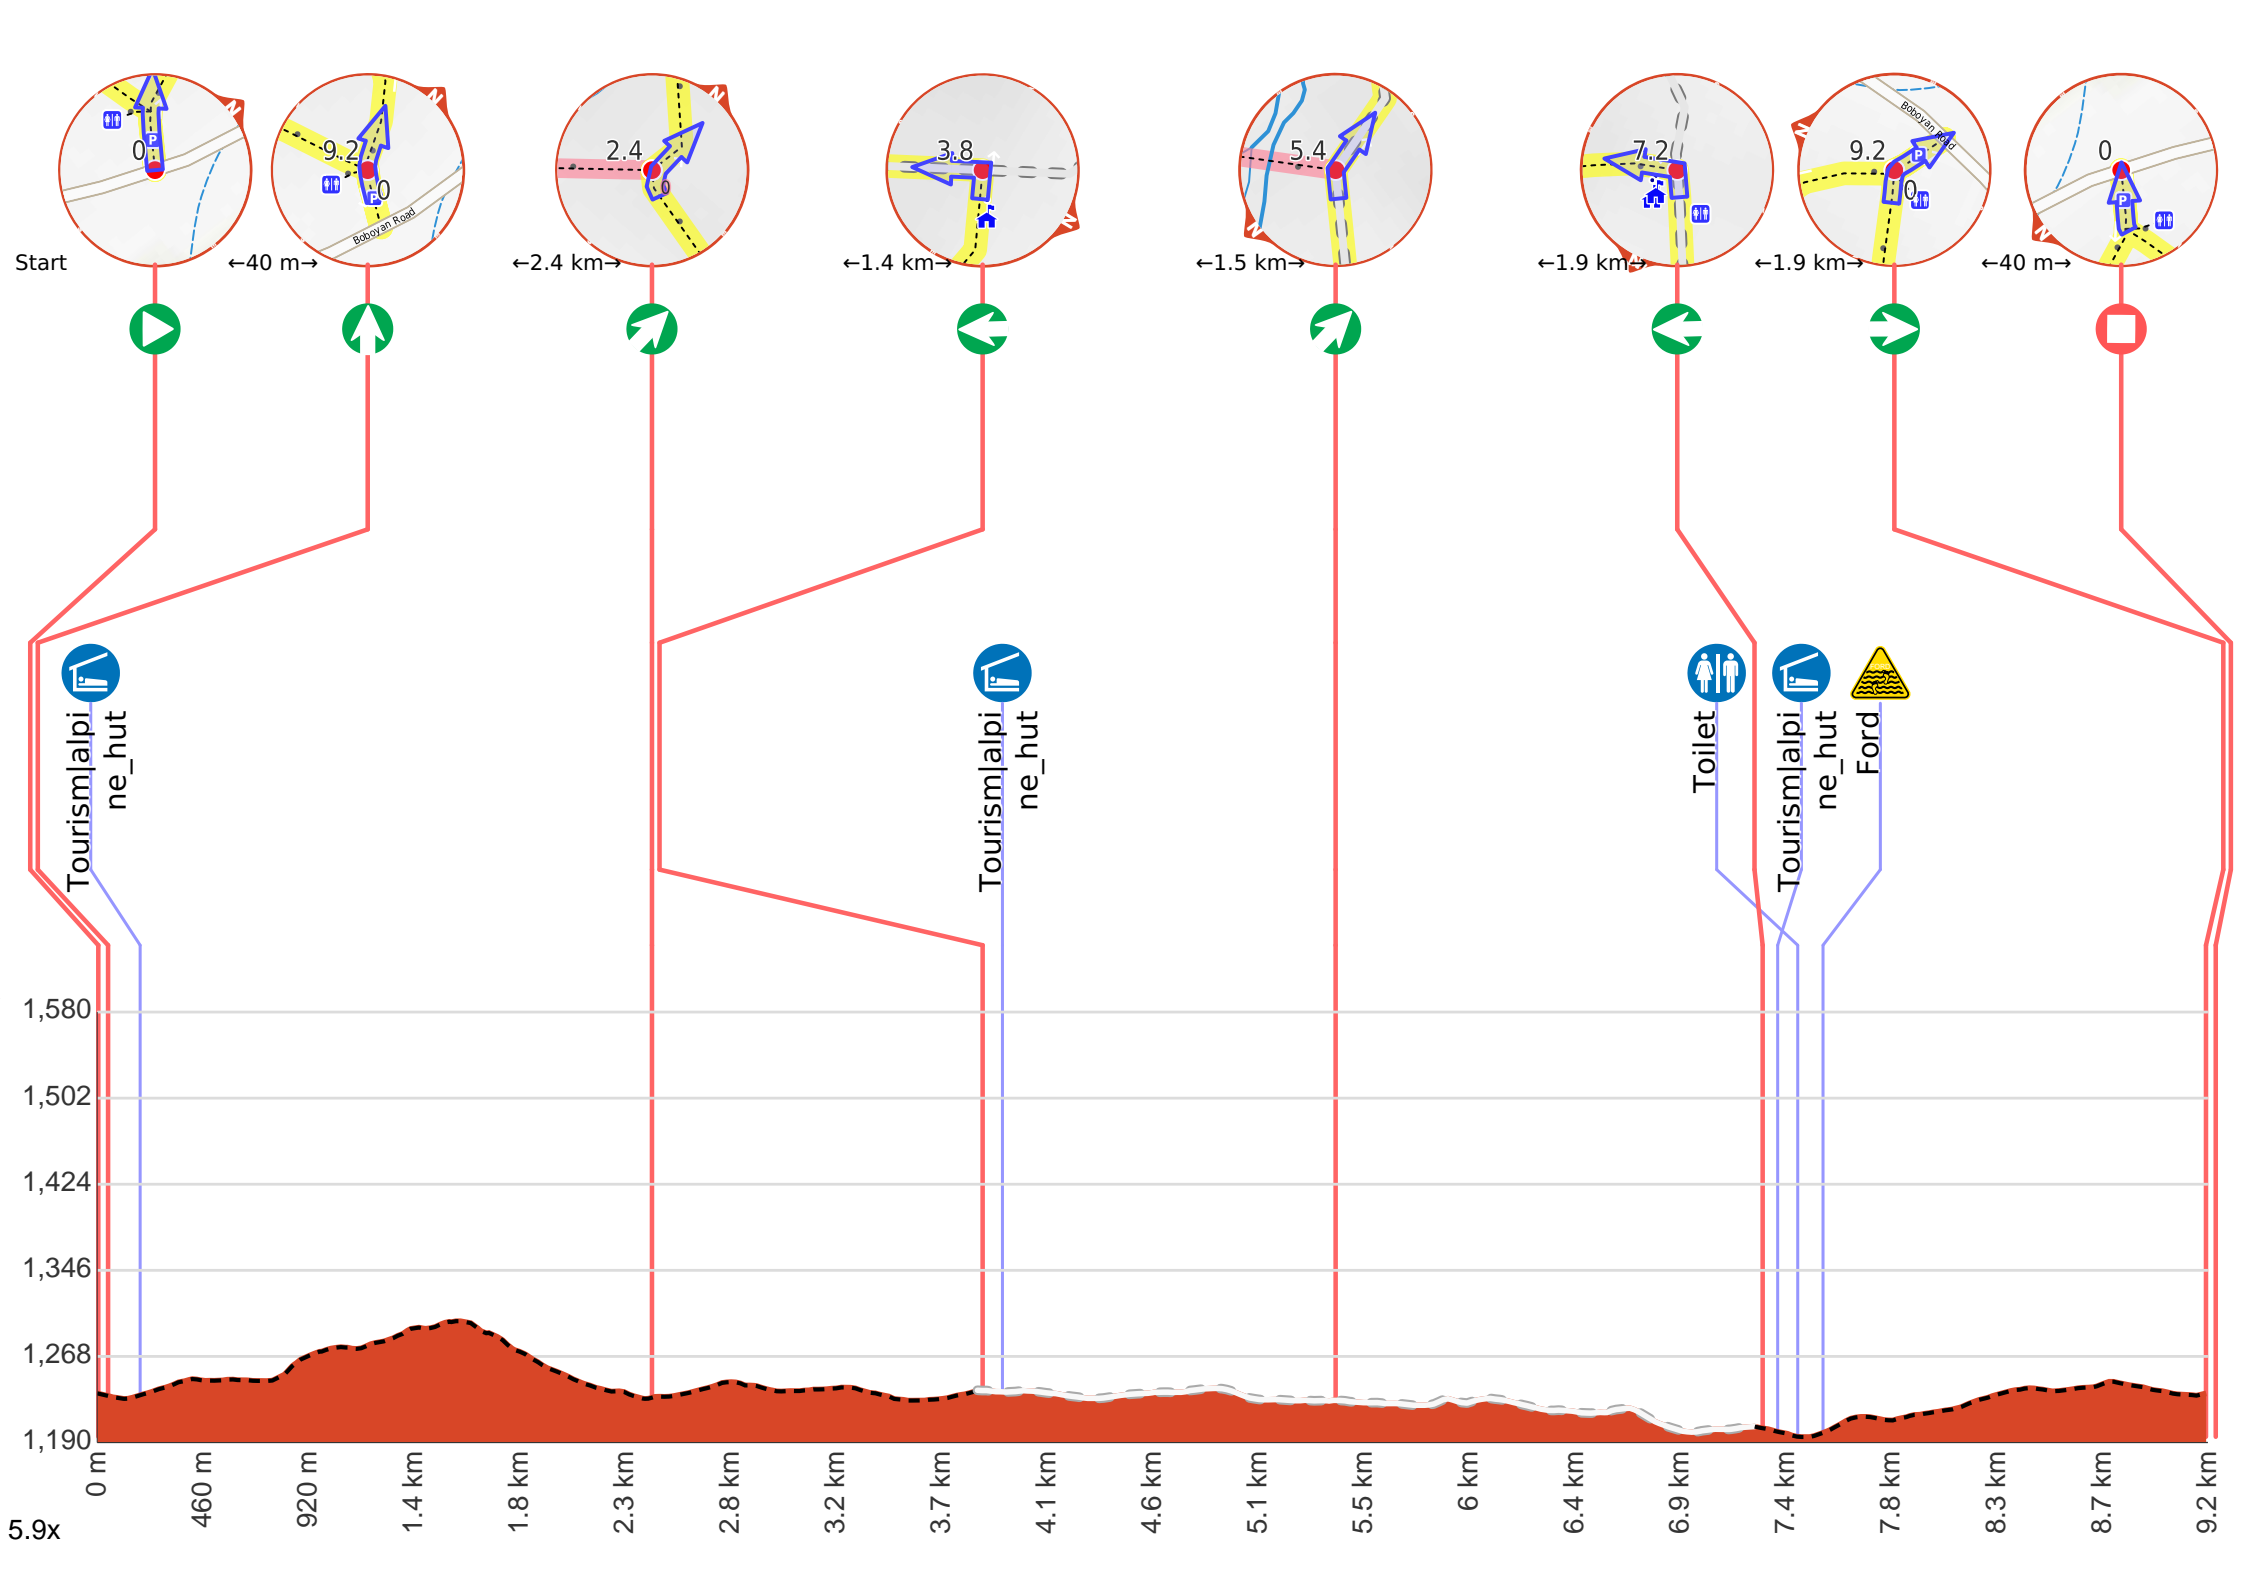 N
N
N
N
N
N
N
N
0
9.2
0
Boboyan Road
2.4
0
3.8
5.4
7.2
9.2
0
Boboyan Road
0
P
P
P
P
Start
←40 m→
←2.4 km→
←1.4 km→
←1.5 km→
←1.9 km→
←1.9 km→
←40 m→
Tourism|alpi
ne_hut
Tourism|alpi
ne_hut
Toilet
Tourism|alpi
ne_hut
Ford
1,580
1,502
1,424
1,346
1,268
1,190
0 m
460 m
920 m
1.4 km
1.8 km
2.3 km
2.8 km
3.2 km
3.7 km
4.1 km
4.6 km
5.1 km
5.5 km
6 km
6.4 km
6.9 km
7.4 km
7.8 km
8.3 km
8.7 km
9.2 km
5.9x